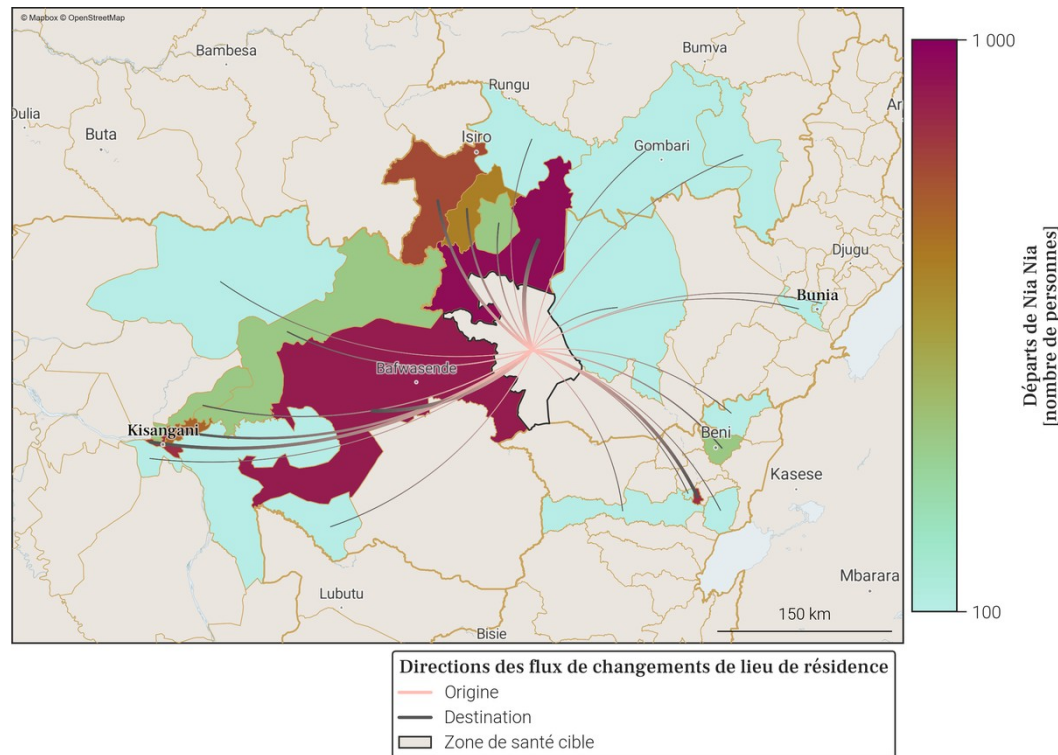 © Mapbox © OpenStreetMap
Bambesa
Bumva
Rungu
Buta
Isiro
Gombari
Djugu
Bunia
Bafwasende
Kisangani
Beni
Kasese
Mbarara
Lubutu
Bisie
150 km
1 000
100
Départs de Nia Nia
[nombre de personnes]
Directions des flux de changements de lieu de résidence
Origine
Destination
Zone de santé cible